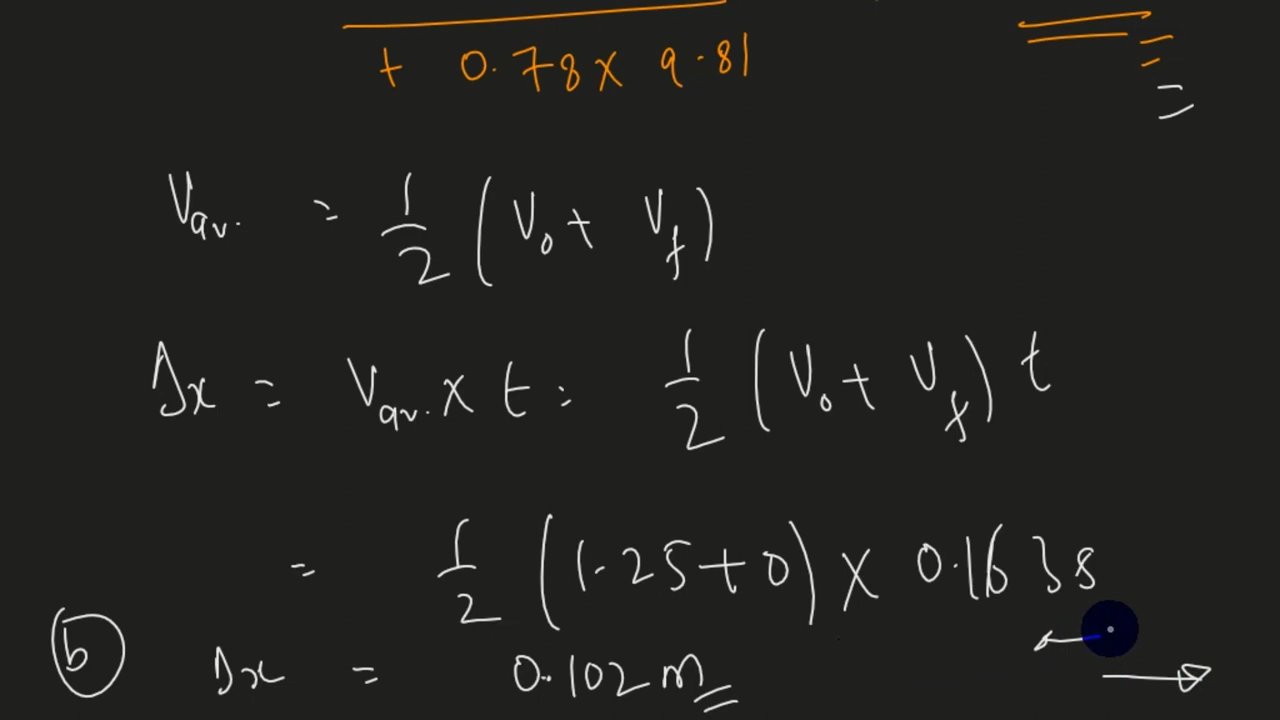 + 0.78 x 9.81
Vav. = 1/2 (V₀ + Vf)
Δx = Vav. x t = 1/2 (V₀ + Vf) t
= 1/2 (1.25 + 0) x 0.163s
b Δx = 0.102 m